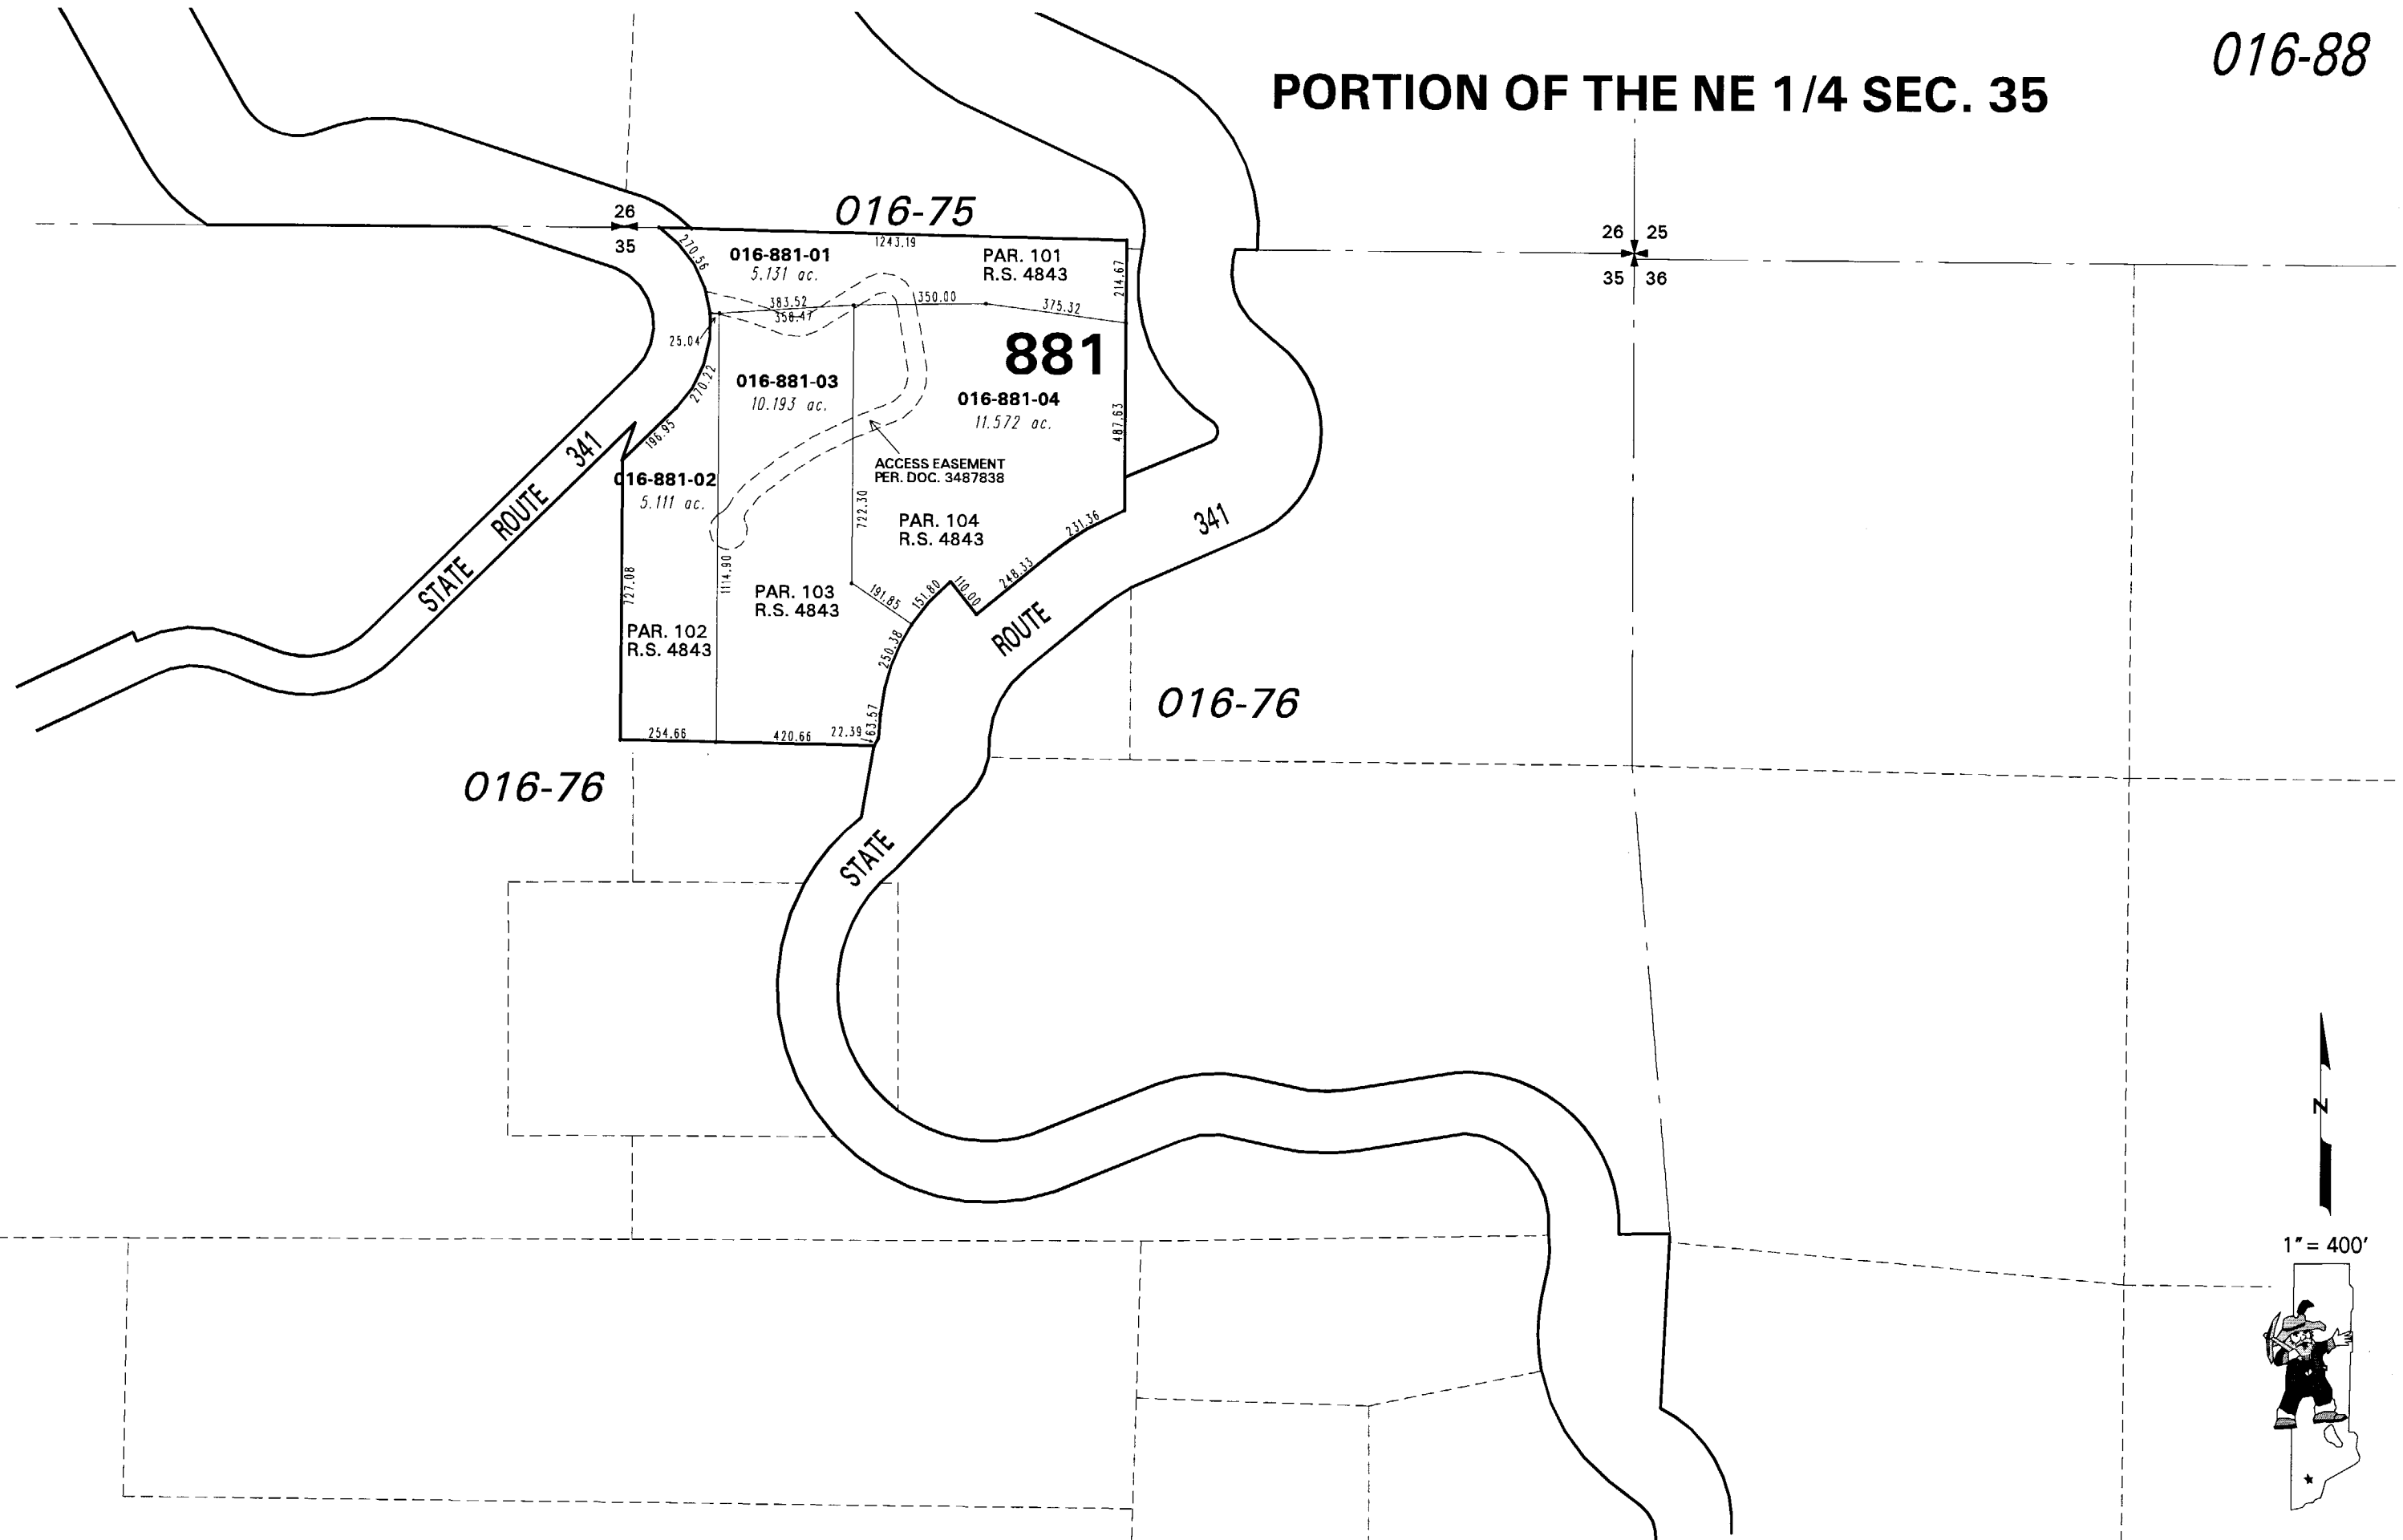 016-88
PORTION OF THE NE 1/4 SEC. 35
016-75
26
35
26 25
35 36
1243.19
270.56
016-881-01
5.131 ac.
PAR. 101
R.S. 4843
214.67
383.52
358.47
350.00
375.32
25.04
881
270.22
016-881-03
10.193 ac.
016-881-04
11.572 ac.
487.63
196.95
STATE ROUTE 341
ACCESS EASEMENT
PER. DOC. 3487838
016-881-02
5.111 ac.
722.30
PAR. 104
R.S. 4843
231.36
248.33
110.00
151.80
191.85
727.08
1114.90
PAR. 103
R.S. 4843
PAR. 102
R.S. 4843
250.38
63.57
22.39
254.66
420.66
STATE ROUTE 341
016-76
016-76
N
1" = 400'